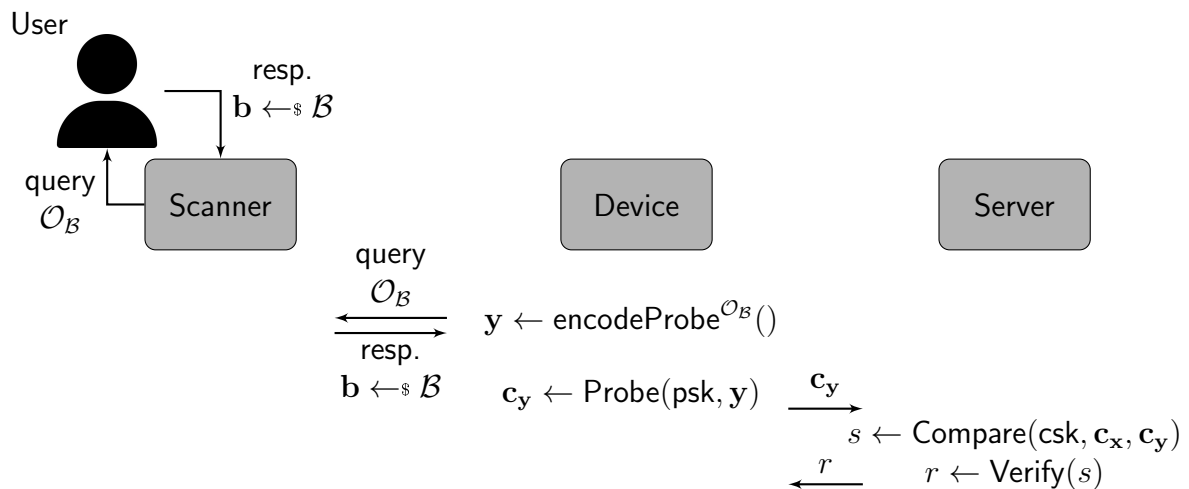 User
resp.
𝐛 ←$ ℬ
query
𝒪_ℬ
Scanner
Device
Server
query
𝒪_ℬ
𝐲 ← encodeProbe^{𝒪_ℬ}()
resp.
𝐛 ←$ ℬ
𝐜_𝐲 ← Probe(psk, 𝐲)
𝐜_𝐲
s ← Compare(csk, 𝐜_𝐱, 𝐜_𝐲)
r
r ← Verify(s)